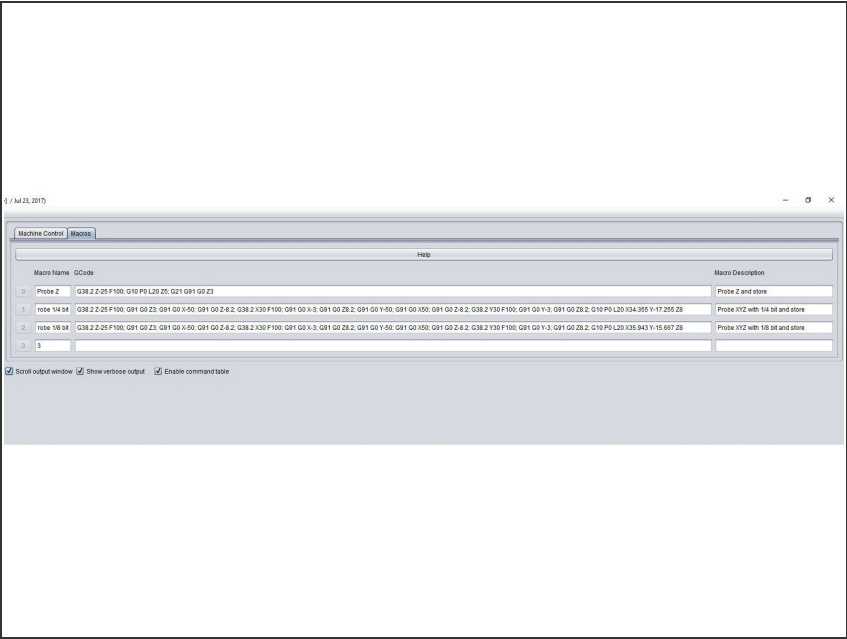 / Jul 23, 2017)
Machine Control Macros
Help
Macro Name GCode Macro Description
0 Probe Z G38.2 Z-25 F100; G10 P0 L20 Z5; G21 G91 G0 Z3 Probe Z and store
1 robe 1/4 bit G38.2 Z-25 F100; G91 G0 Z3; G91 G0 X-50; G91 G0 Z-8.2; G38.2 X30 F100; G91 G0 X-3; G91 G0 Z8.2; G91 G0 Y-50; G91 G0 X50; G91 G0 Z-8.2; G38.2 Y30 F100; G91 G0 Y-3; G91 G0 Z8.2; G10 P0 L20 X34.355 Y-17.255 Z8 Probe XYZ with 1/4 bit and store
2 robe 1/8 bit G38.2 Z-25 F100; G91 G0 Z3; G91 G0 X-50; G91 G0 Z-8.2; G38.2 X30 F100; G91 G0 X-3; G91 G0 Z8.2; G91 G0 Y-50; G91 G0 X50; G91 G0 Z-8.2; G38.2 Y30 F100; G91 G0 Y-3; G91 G0 Z8.2; G10 P0 L20 X35.943 Y-15.667 Z8 Probe XYZ with 1/8 bit and store
3 3
Scroll output window Show verbose output Enable command table